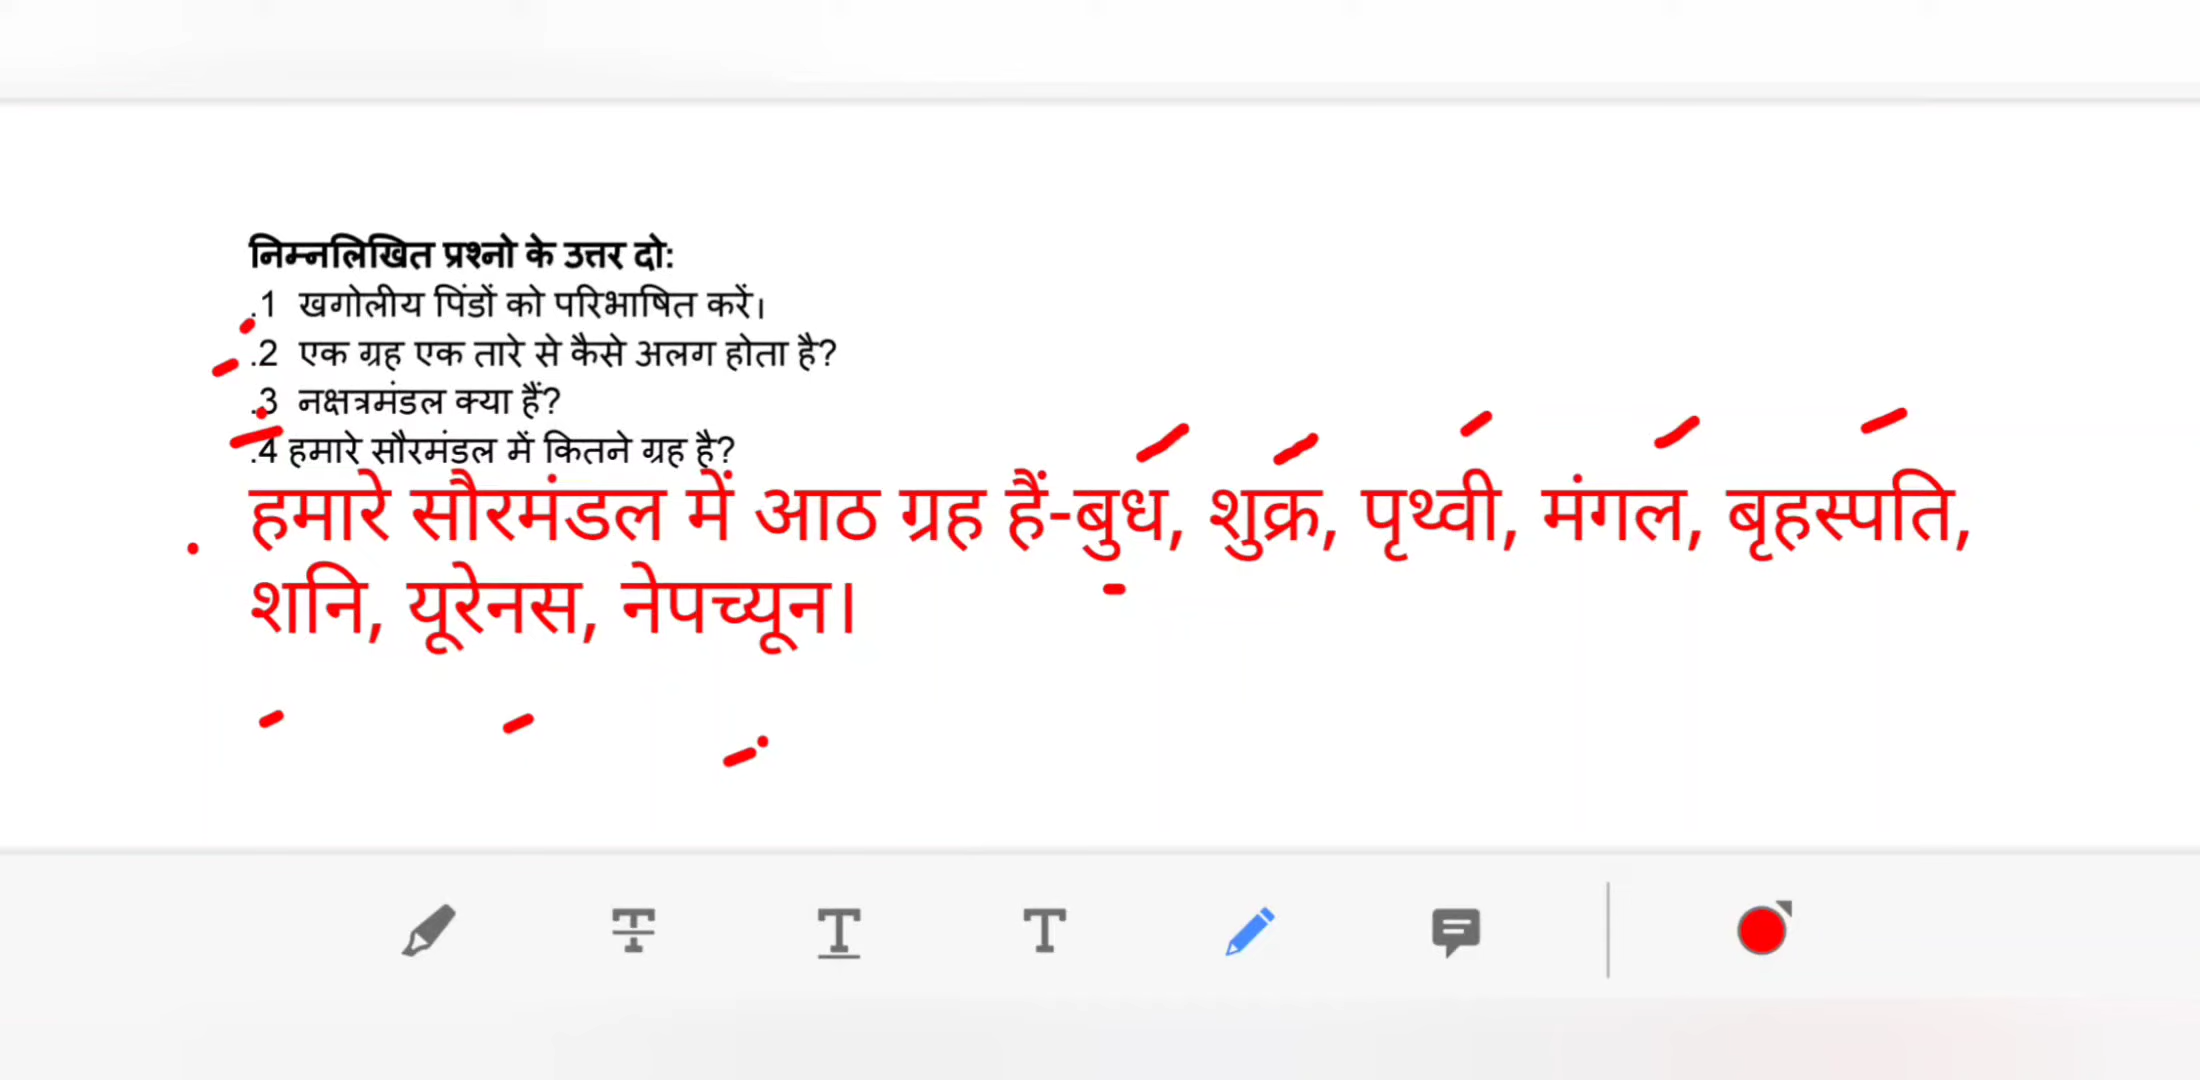 निम्नलिखित प्रश्नो के उत्तर दो:
.1 खगोलीय पिंडों को परिभाषित करें।
.2 एक ग्रह एक तारे से कैसे अलग होता है?
.3 नक्षत्रमंडल क्या हैं?
.4 हमारे सौरमंडल में कितने ग्रह है?
हमारे सौरमंडल में आठ ग्रह हैं-बुध, शुक्र, पृथ्वी, मंगल, बृहस्पति,
शनि, यूरेनस, नेपच्यून।